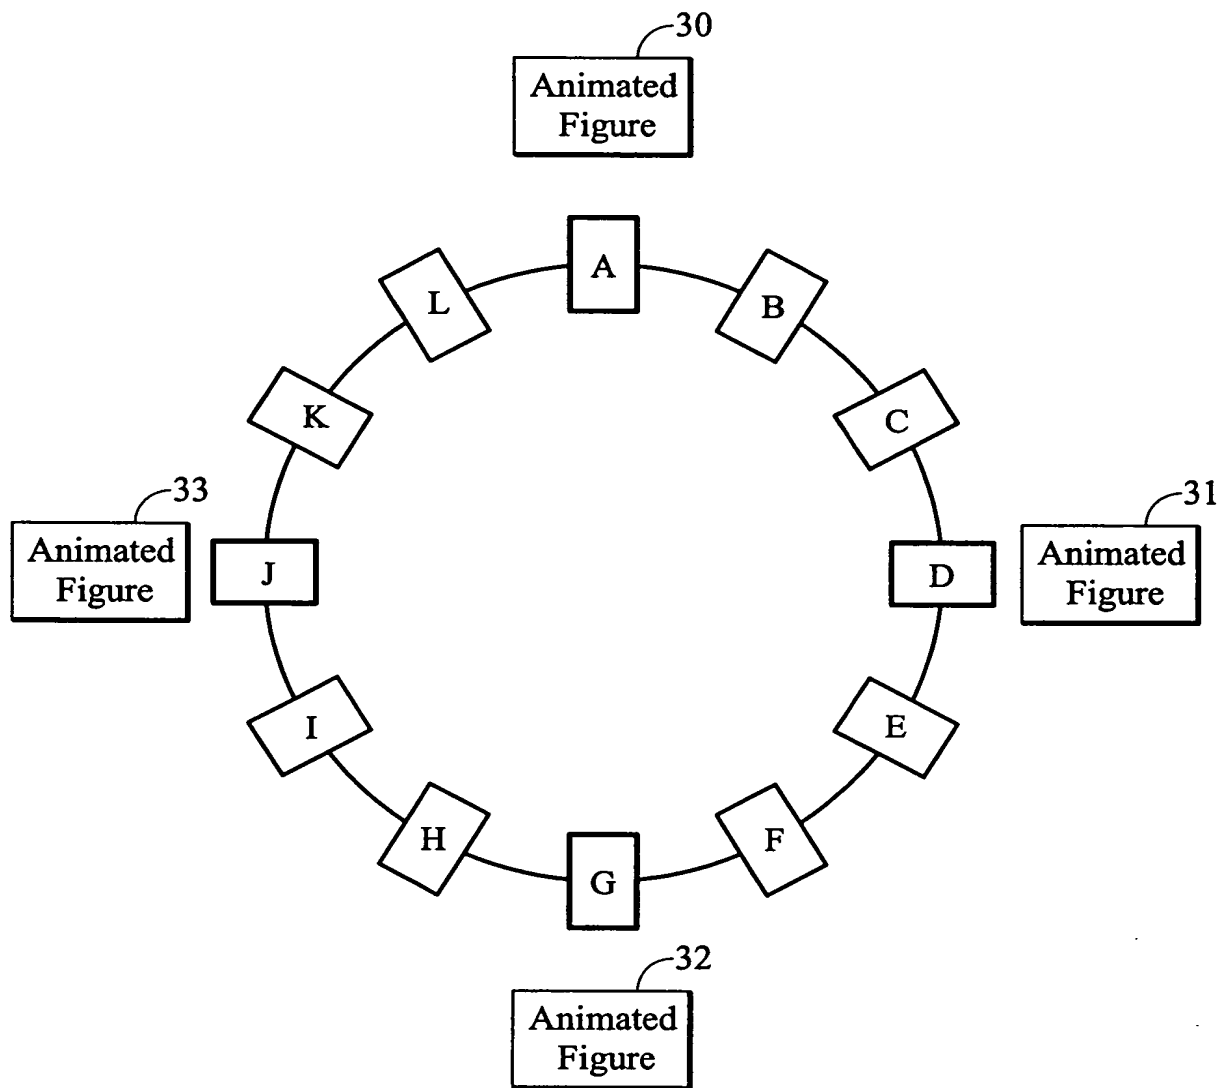 30
Animated
Figure
A
L
B
K
C
33
31
Animated
Figure
J
D
Animated
Figure
I
E
H
F
G
32
Animated
Figure